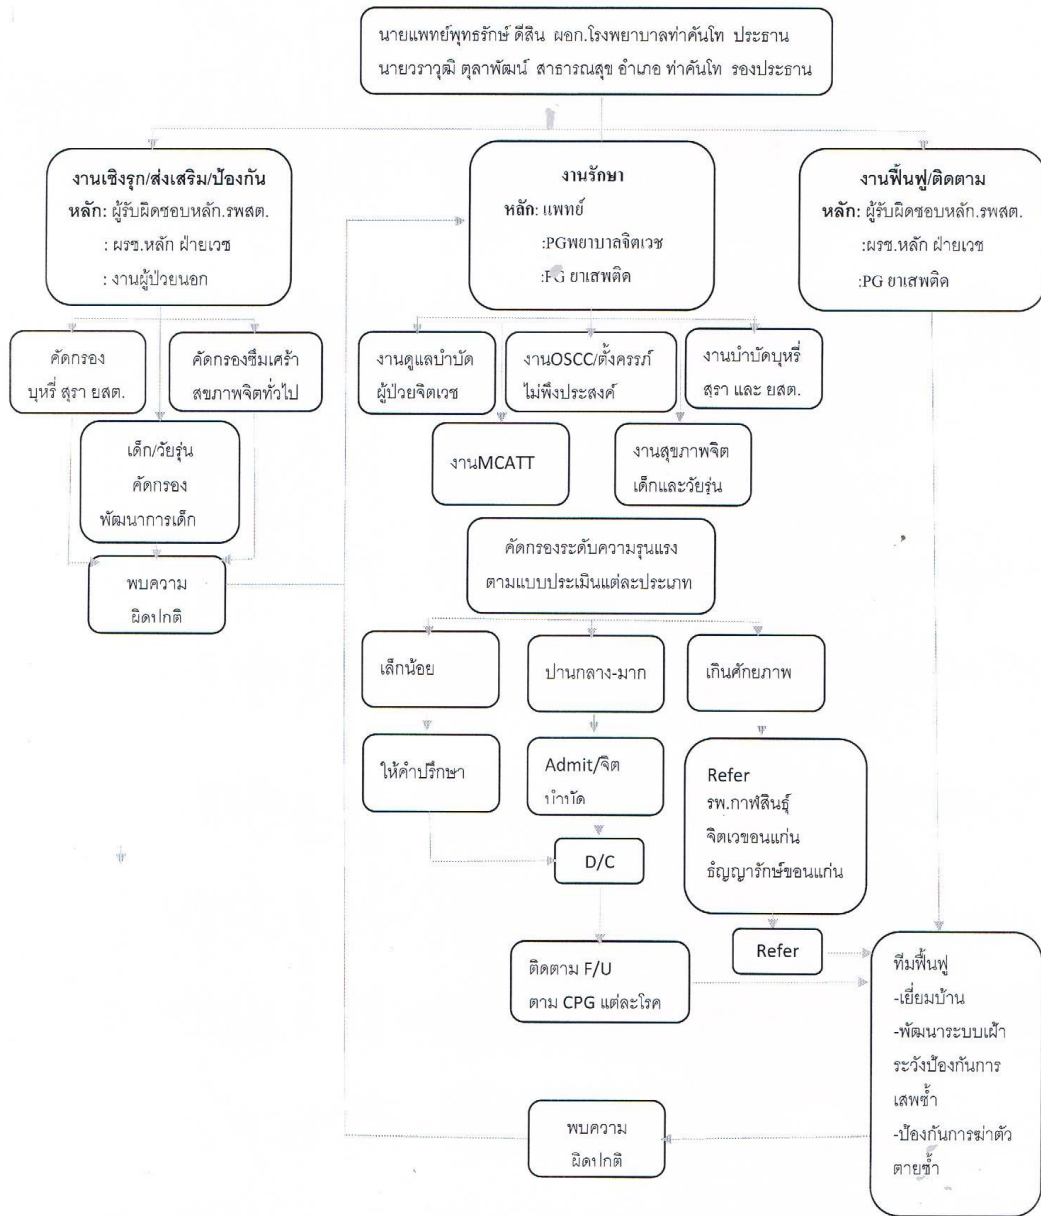 นายแพทย์พุทธรักษ์ ดีสิน ผอก.โรงพยาบาลท่าคันโท ประธาน
นายวราวุฒิ ตุลาพัฒน์ สาธารณสุข อำเภอ ท่าคันโท รองประธาน
งานเชิงรุก/ส่งเสริม/ป้องกัน
หลัก: ผู้รับผิดชอบหลัก.รพสต.
: ผรช.หลัก ฝ่ายเวช
: งานผู้ป่วยนอก
งานรักษา
หลัก: แพทย์
:PGพยาบาลจิตเวช
:PG ยาเสพติด
งานฟื้นฟู/ติดตาม
หลัก: ผู้รับผิดชอบหลัก.รพสต.
:ผรช.หลัก ฝ่ายเวช
:PG ยาเสพติด
คัดกรอง
บุหรี่ สุรา ยสต.
คัดกรองซึมเศร้า
สุขภาพจิตทั่วไป
เด็ก/วัยรุ่น
คัดกรอง
พัฒนาการเด็ก
พบความ
ผิดปกติ
งานดูแลบำบัด
ผู้ป่วยจิตเวช
งานOSCC/ตั้งครรภ์
ไม่พึงประสงค์
งานบำบัดบุหรี่
สุรา และ ยสต.
งานMCATT
งานสุขภาพจิต
เด็กและวัยรุ่น
คัดกรองระดับความรุนแรง
ตามแบบประเมินแต่ละประเภท
เล็กน้อย
ปานกลาง-มาก
เกินศักยภาพ
ให้คำปรึกษา
Admit/จิต
บำบัด
Refer
รพ.กาฬสินธุ์
จิตเวขอนแก่น
ธัญญารักษ์ขอนแก่น
D/C
Refer
ติดตาม F/U
ตาม CPG แต่ละโรค
ทีมฟื้นฟู
-เยี่ยมบ้าน
-พัฒนาระบบเฝ้า
ระวังป้องกันการ
เสพซ้ำ
-ป้องกันการฆ่าตัว
ตายซ้ำ
พบความ
ผิดปกติ